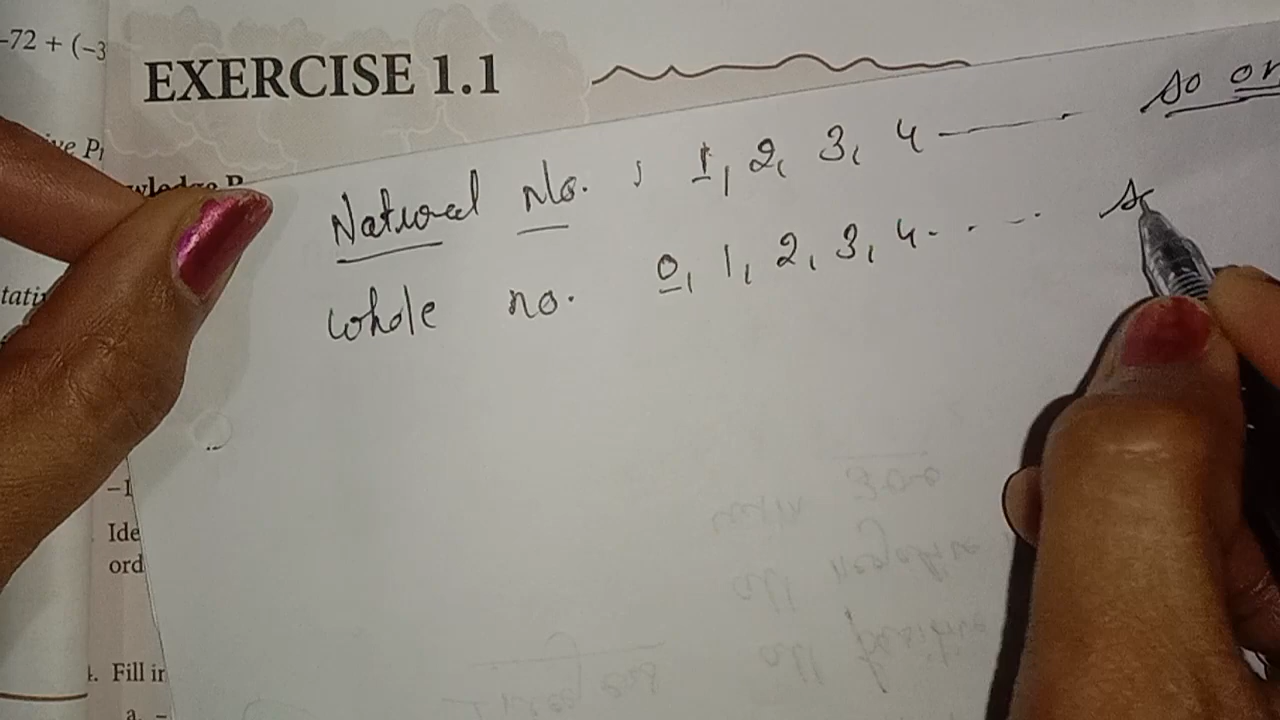 -72 + (-3
EXERCISE 1.1
Natural No. : 1, 2, 3, 4 so on
Whole no. 0, 1, 2, 3, 4. . . . . s
-1
Ide
ord
Fill in
a. -